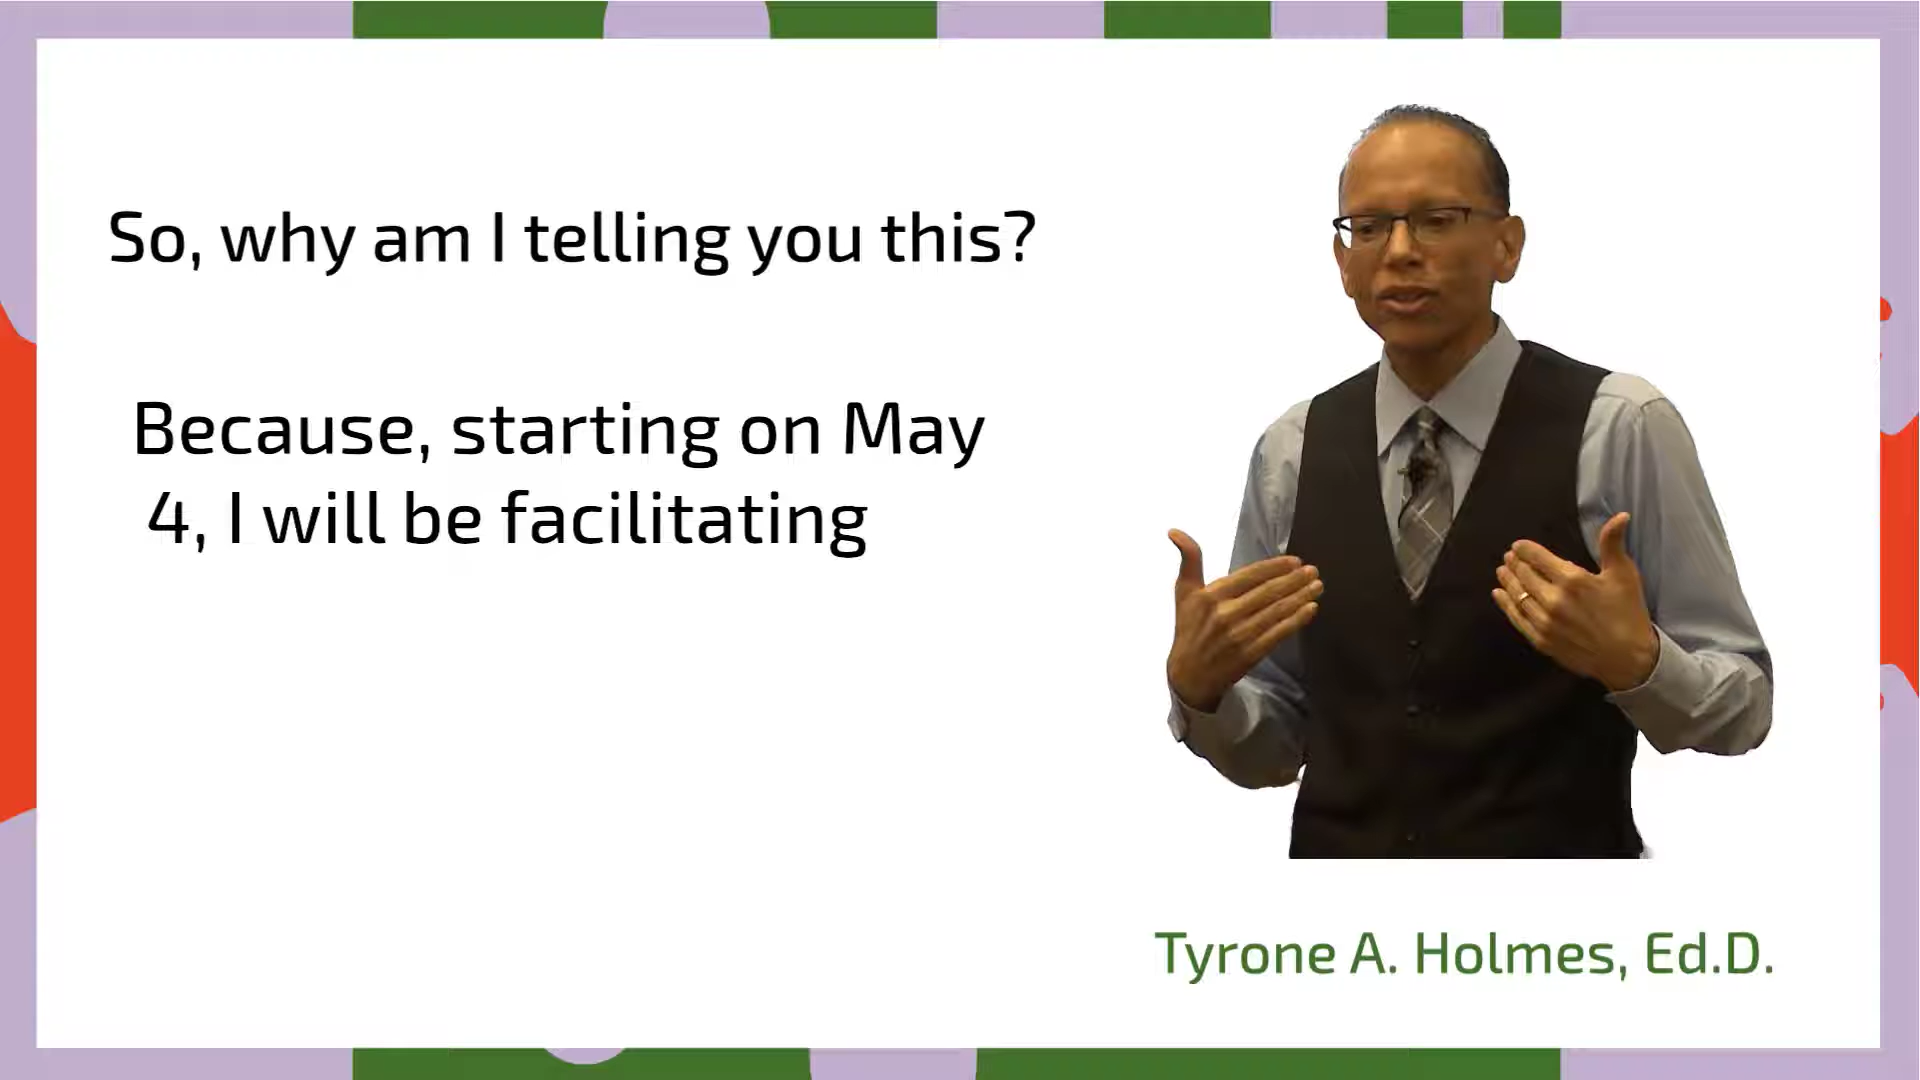 So, why am I telling you this?
Because, starting on May
4, I will be facilitating
Tyrone A. Holmes, Ed.D.